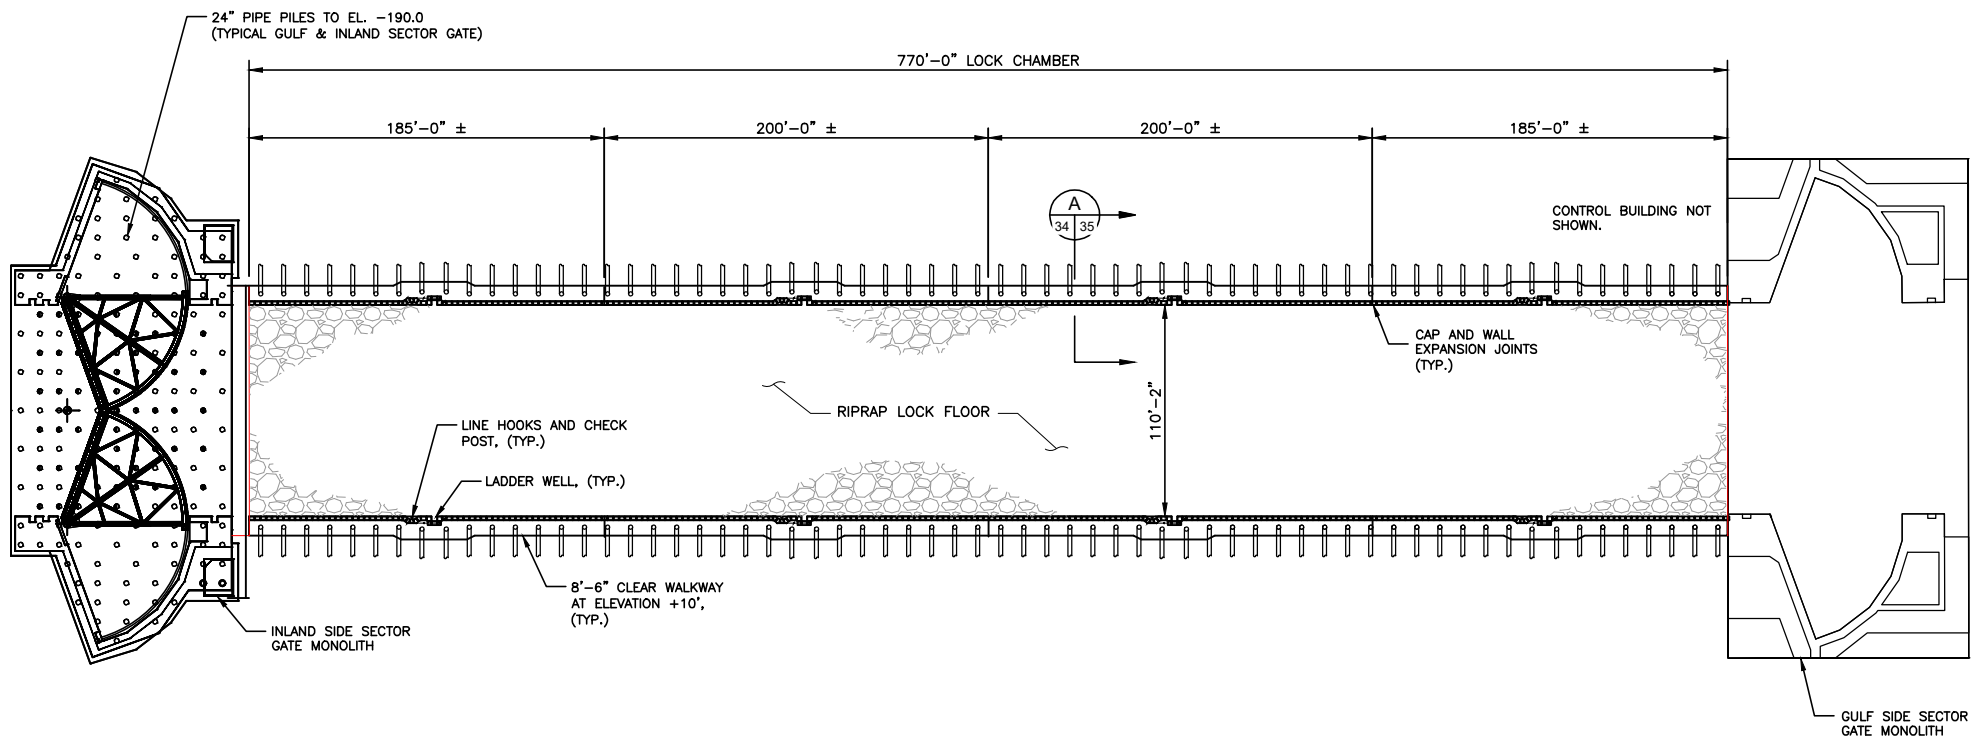 24" PIPE PILES TO EL. -190.0
(TYPICAL GULF & INLAND SECTOR GATE)
770'-0" LOCK CHAMBER
185'-0" ±
200'-0" ±
200'-0" ±
185'-0" ±
A
34 35
CONTROL BUILDING NOT
SHOWN.
CAP AND WALL
EXPANSION JOINTS
(TYP.)
110'-2"
RIPRAP LOCK FLOOR
LINE HOOKS AND CHECK
POST, (TYP.)
LADDER WELL, (TYP.)
8'-6" CLEAR WALKWAY
AT ELEVATION +10',
(TYP.)
INLAND SIDE SECTOR
GATE MONOLITH
GULF SIDE SECTOR
GATE MONOLITH